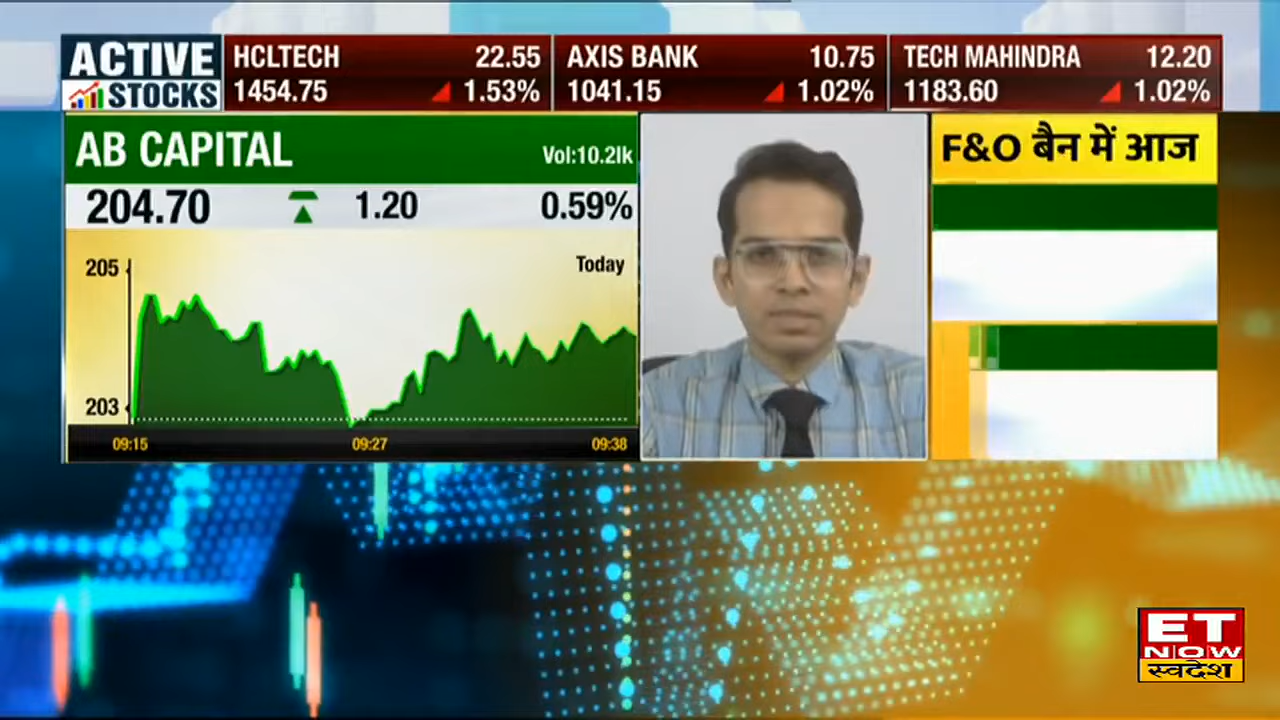 ACTIVE
STOCKS
HCLTECH 22.55
1454.75 1.53%
AXIS BANK 10.75
1041.15 1.02%
TECH MAHINDRA 12.20
1183.60 1.02%
AB CAPITAL Vol:10.2lk
204.70 1.20 0.59%
Today
205
203
09:15 09:27 09:38
F&O बैन में आज
ET
NOW
स्वदेश